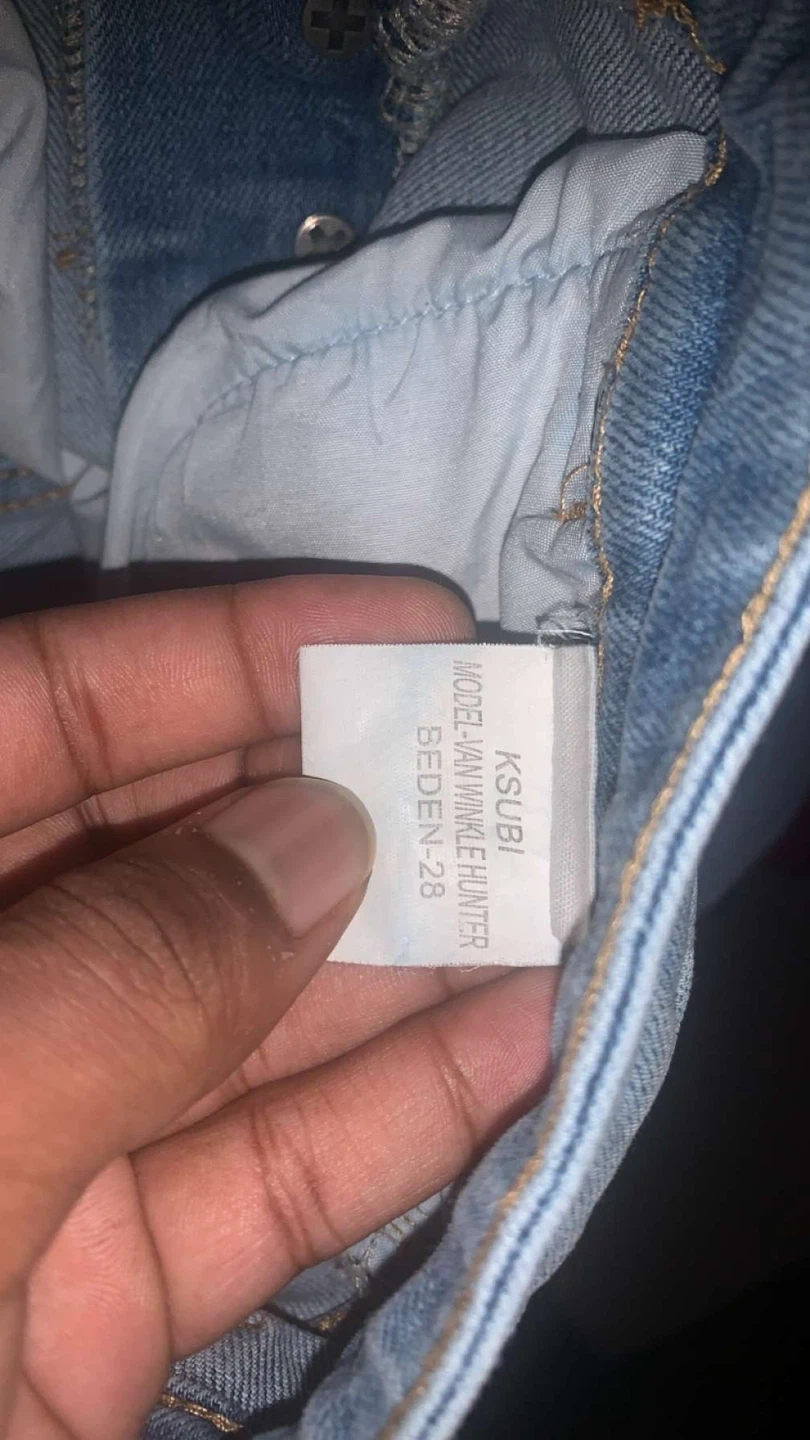 KSUBI
MODEL-VAN WINKLE HUNTER
BEDEN-28